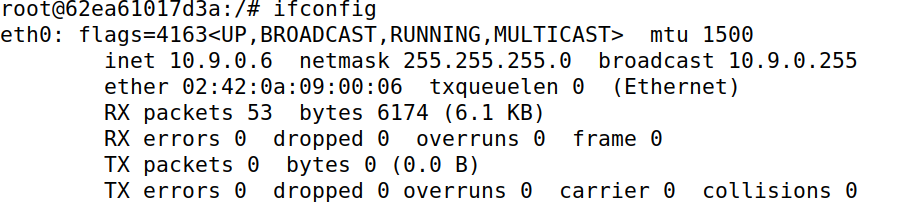 root@62ea61017d3a:/# ifconfig
eth0: flags=4163<UP,BROADCAST,RUNNING,MULTICAST>  mtu 1500
        inet 10.9.0.6  netmask 255.255.255.0  broadcast 10.9.0.255
        ether 02:42:0a:09:00:06  txqueuelen 0  (Ethernet)
        RX packets 53  bytes 6174 (6.1 KB)
        RX errors 0  dropped 0  overruns 0  frame 0
        TX packets 0  bytes 0 (0.0 B)
        TX errors 0  dropped 0 overruns 0  carrier 0  collisions 0